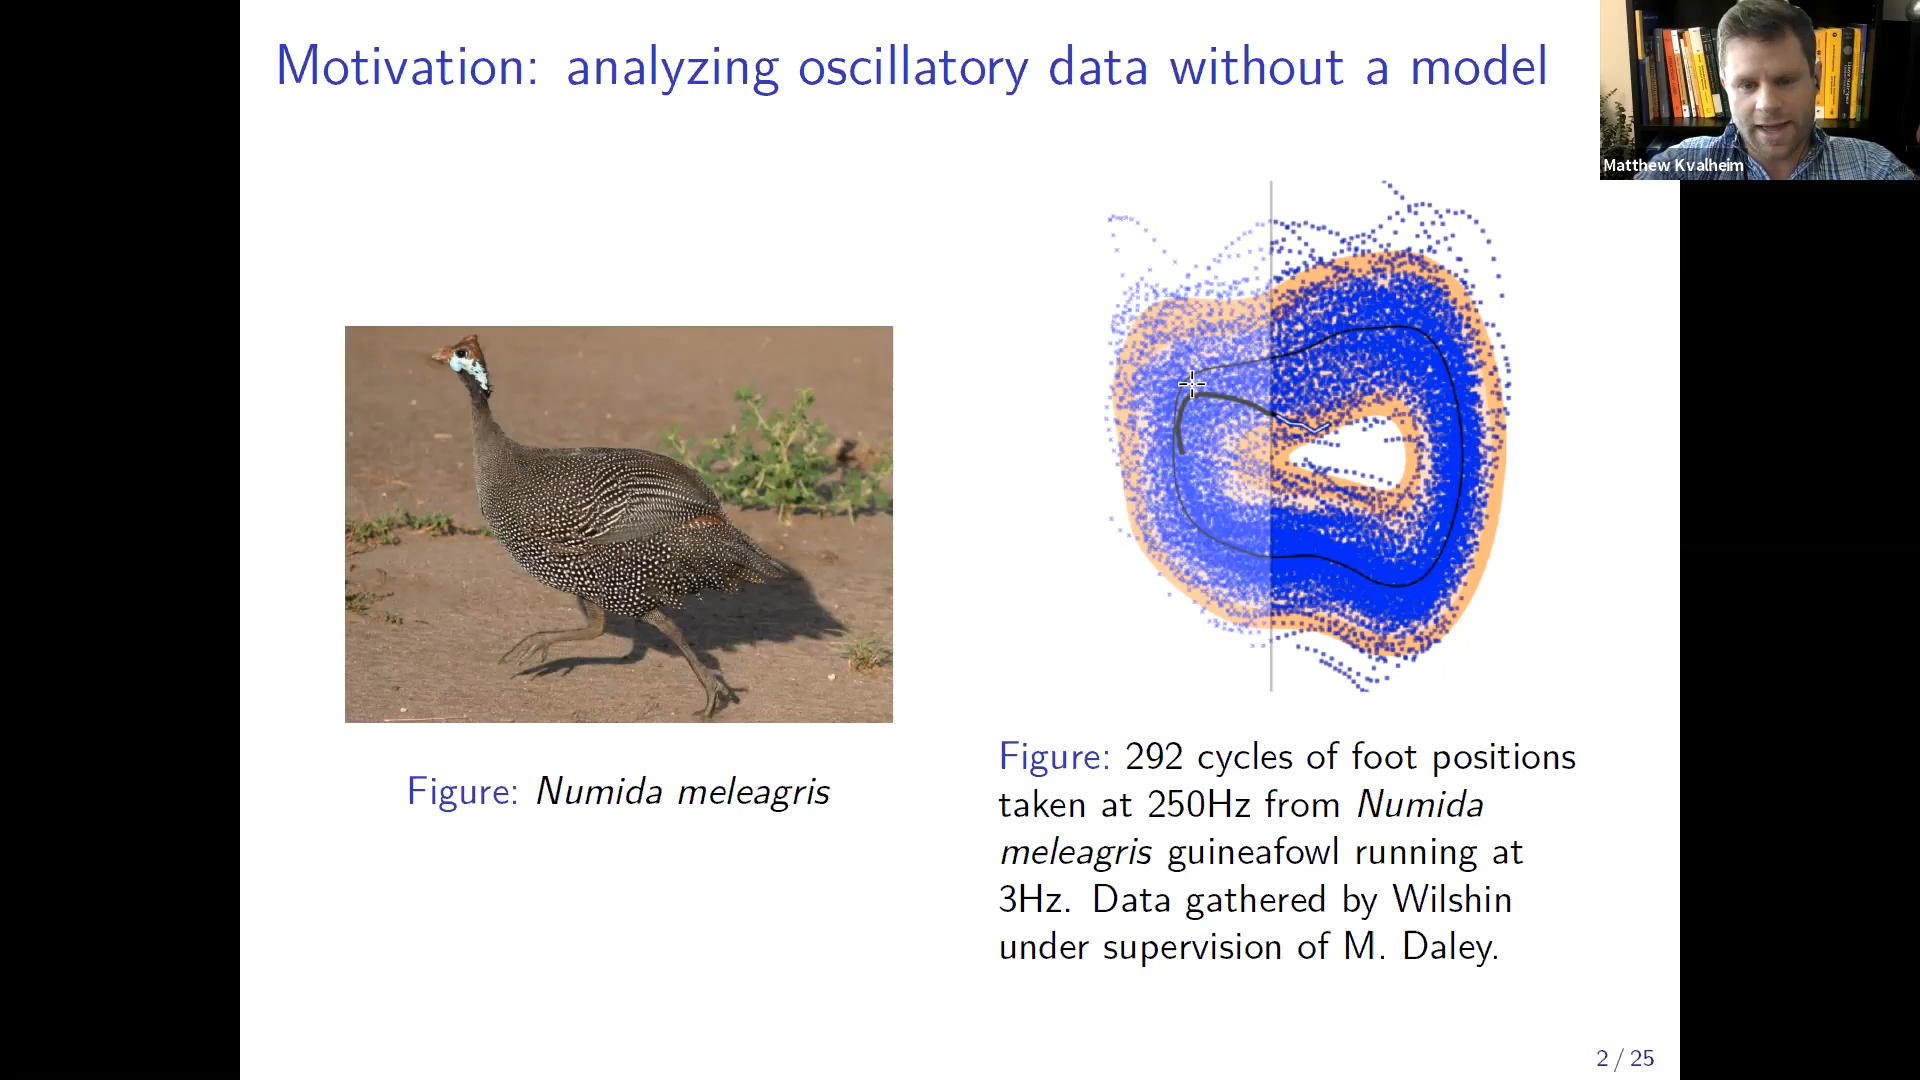 Motivation: analyzing oscillatory data without a model
Matthew Kvalheim
Figure: Numida meleagris
Figure: 292 cycles of foot positions
taken at 250Hz from Numida
meleagris guineafowl running at
3Hz. Data gathered by Wilshin
under supervision of M. Daley.
2 / 25